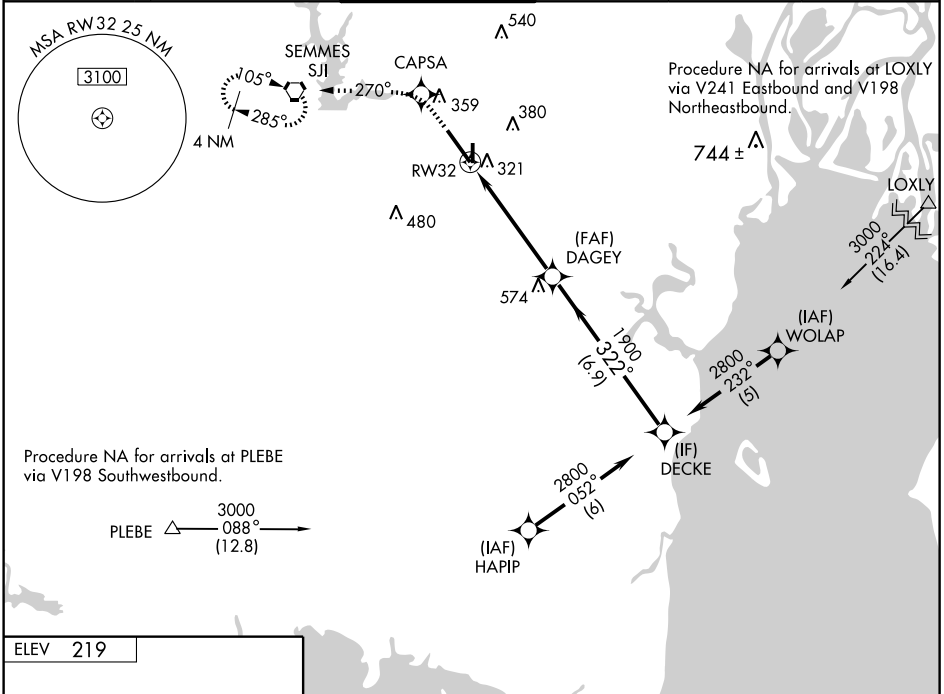 MSA RW32 25 NM
3100
SEMMES
SJI
105°
285°
4 NM
270°
CAPSA
359
540
380
RW32
321
480
Procedure NA for arrivals at LOXLY
via V241 Eastbound and V198
Northeastbound.
744 ±
LOXLY
3000
224°
(16.4)
(FAF)
DAGEY
574
1900
322°
(6.9)
(IAF)
WOLAP
2800
232°
(5)
(IF)
DECKE
2800
052°
(6)
(IAF)
HAPIP
Procedure NA for arrivals at PLEBE
via V198 Southwestbound.
PLEBE
3000
088°
(12.8)
ELEV 219